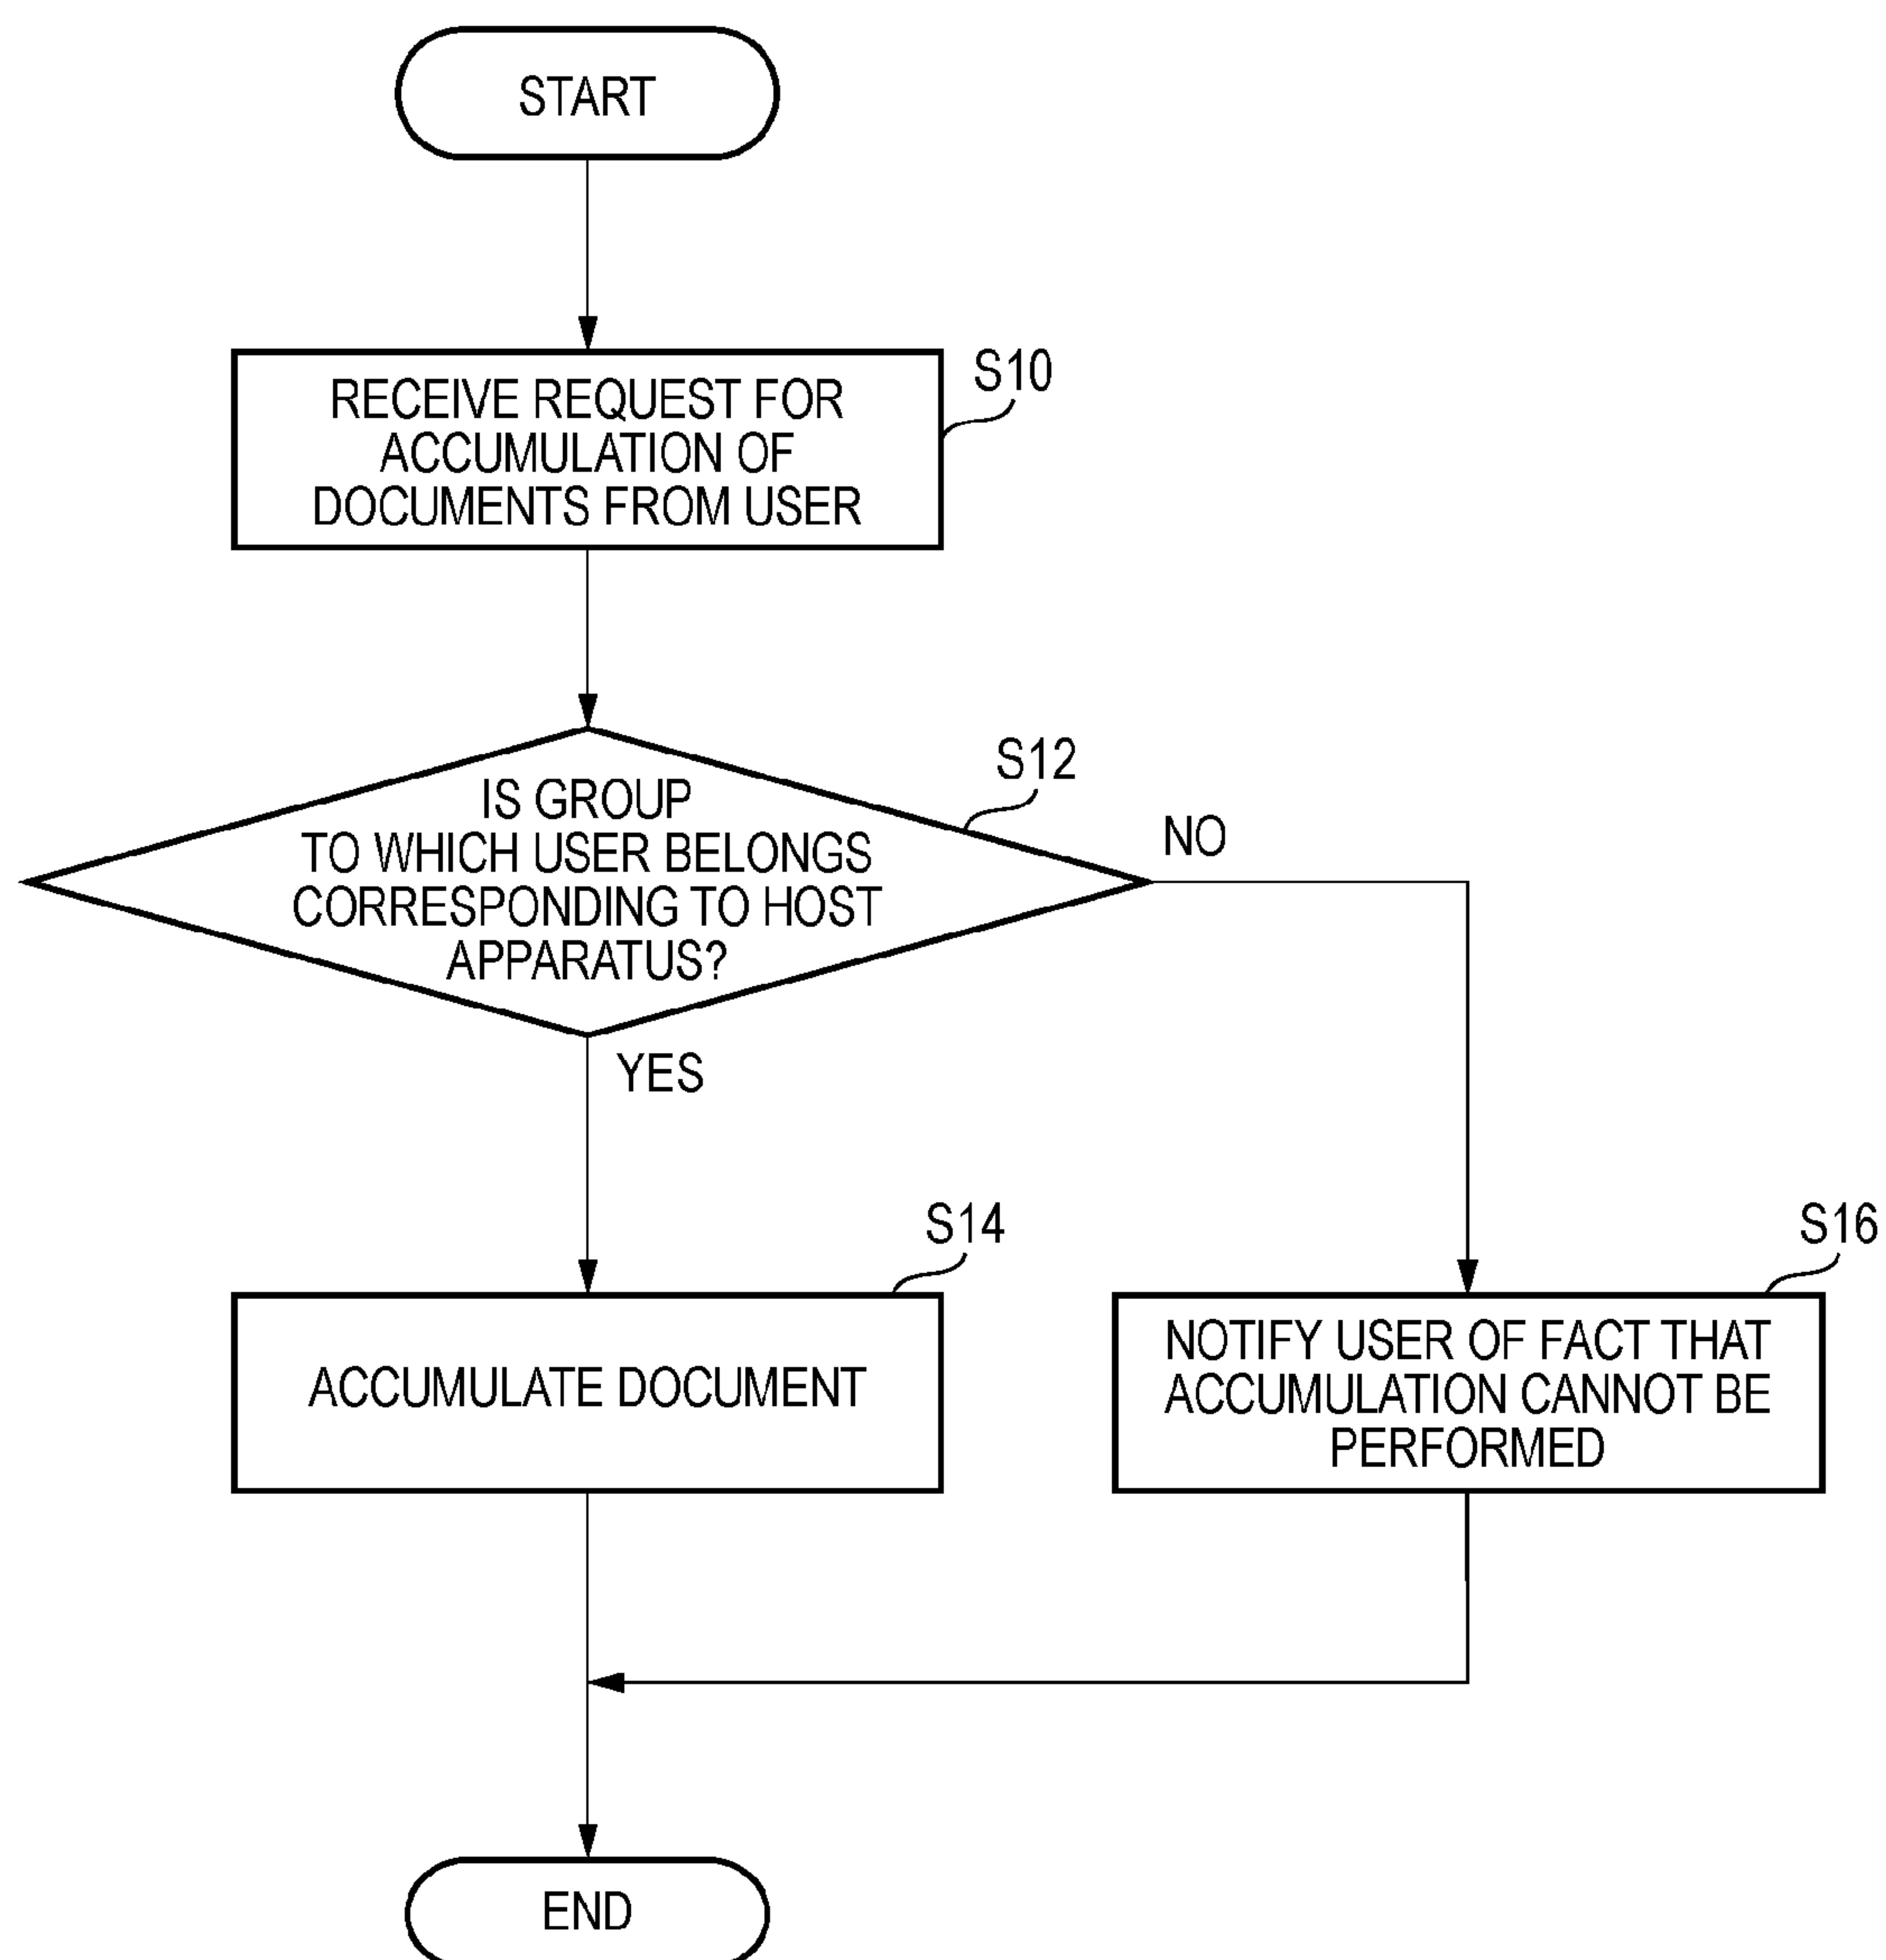 START
S10
RECEIVE REQUEST FOR
ACCUMULATION OF
DOCUMENTS FROM USER
S12
IS GROUP
TO WHICH USER BELONGS
CORRESPONDING TO HOST
APPARATUS?
NO
YES
S14
ACCUMULATE DOCUMENT
S16
NOTIFY USER OF FACT THAT
ACCUMULATION CANNOT BE
PERFORMED
END